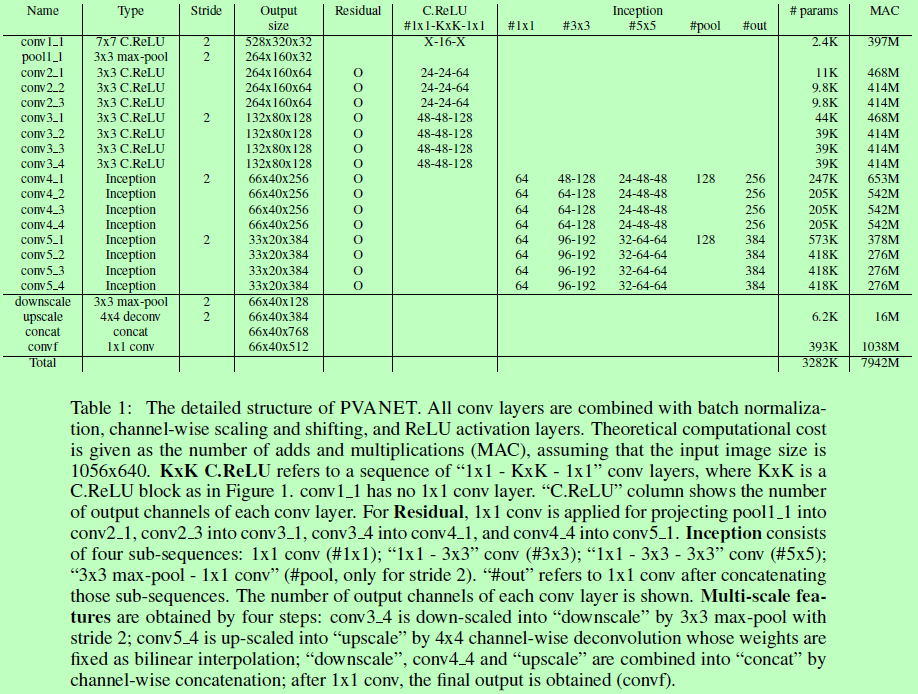 Name Type Stride Output size Residual C.ReLU #1x1-KxK-1x1 Inception #1x1 #3x3 #5x5 #pool #out # params MAC
conv1_1 7x7 C.ReLU 2 528x320x32 X-16-X 2.4K 397M
pool1_1 3x3 max-pool 2 264x160x32
conv2_1 3x3 C.ReLU 264x160x64 O 24-24-64 11K 468M
conv2_2 3x3 C.ReLU 264x160x64 O 24-24-64 9.8K 414M
conv2_3 3x3 C.ReLU 264x160x64 O 24-24-64 9.8K 414M
conv3_1 3x3 C.ReLU 2 132x80x128 O 48-48-128 44K 468M
conv3_2 3x3 C.ReLU 132x80x128 O 48-48-128 39K 414M
conv3_3 3x3 C.ReLU 132x80x128 O 48-48-128 39K 414M
conv3_4 3x3 C.ReLU 132x80x128 O 48-48-128 39K 414M
conv4_1 Inception 2 66x40x256 O 64 48-128 24-48-48 128 256 247K 653M
conv4_2 Inception 66x40x256 O 64 64-128 24-48-48 256 205K 542M
conv4_3 Inception 66x40x256 O 64 64-128 24-48-48 256 205K 542M
conv4_4 Inception 66x40x256 O 64 64-128 24-48-48 256 205K 542M
conv5_1 Inception 2 33x20x384 O 64 96-192 32-64-64 128 384 573K 378M
conv5_2 Inception 33x20x384 O 64 96-192 32-64-64 384 418K 276M
conv5_3 Inception 33x20x384 O 64 96-192 32-64-64 384 418K 276M
conv5_4 Inception 33x20x384 O 64 96-192 32-64-64 384 418K 276M
downscale 3x3 max-pool 2 66x40x128
upscale 4x4 deconv 2 66x40x384 6.2K 16M
concat concat 66x40x768
convf 1x1 conv 66x40x512 393K 1038M
Total 3282K 7942M
Table 1: The detailed structure of PVANET. All conv layers are combined with batch normaliza-
tion, channel-wise scaling and shifting, and ReLU activation layers. Theoretical computational cost
is given as the number of adds and multiplications (MAC), assuming that the input image size is
1056x640. KxK C.ReLU refers to a sequence of “1x1 - KxK - 1x1” conv layers, where KxK is a
C.ReLU block as in Figure 1. conv1_1 has no 1x1 conv layer. “C.ReLU” column shows the number
of output channels of each conv layer. For Residual, 1x1 conv is applied for projecting pool1_1 into
conv2_1, conv2_3 into conv3_1, conv3_4 into conv4_1, and conv4_4 into conv5_1. Inception consists
of four sub-sequences: 1x1 conv (#1x1); “1x1 - 3x3” conv (#3x3); “1x1 - 3x3 - 3x3” conv (#5x5);
“3x3 max-pool - 1x1 conv” (#pool, only for stride 2). “#out” refers to 1x1 conv after concatenating
those sub-sequences. The number of output channels of each conv layer is shown. Multi-scale fea-
tures are obtained by four steps: conv3_4 is down-scaled into “downscale” by 3x3 max-pool with
stride 2; conv5_4 is up-scaled into “upscale” by 4x4 channel-wise deconvolution whose weights are
fixed as bilinear interpolation; “downscale”, conv4_4 and “upscale” are combined into “concat” by
channel-wise concatenation; after 1x1 conv, the final output is obtained (convf).